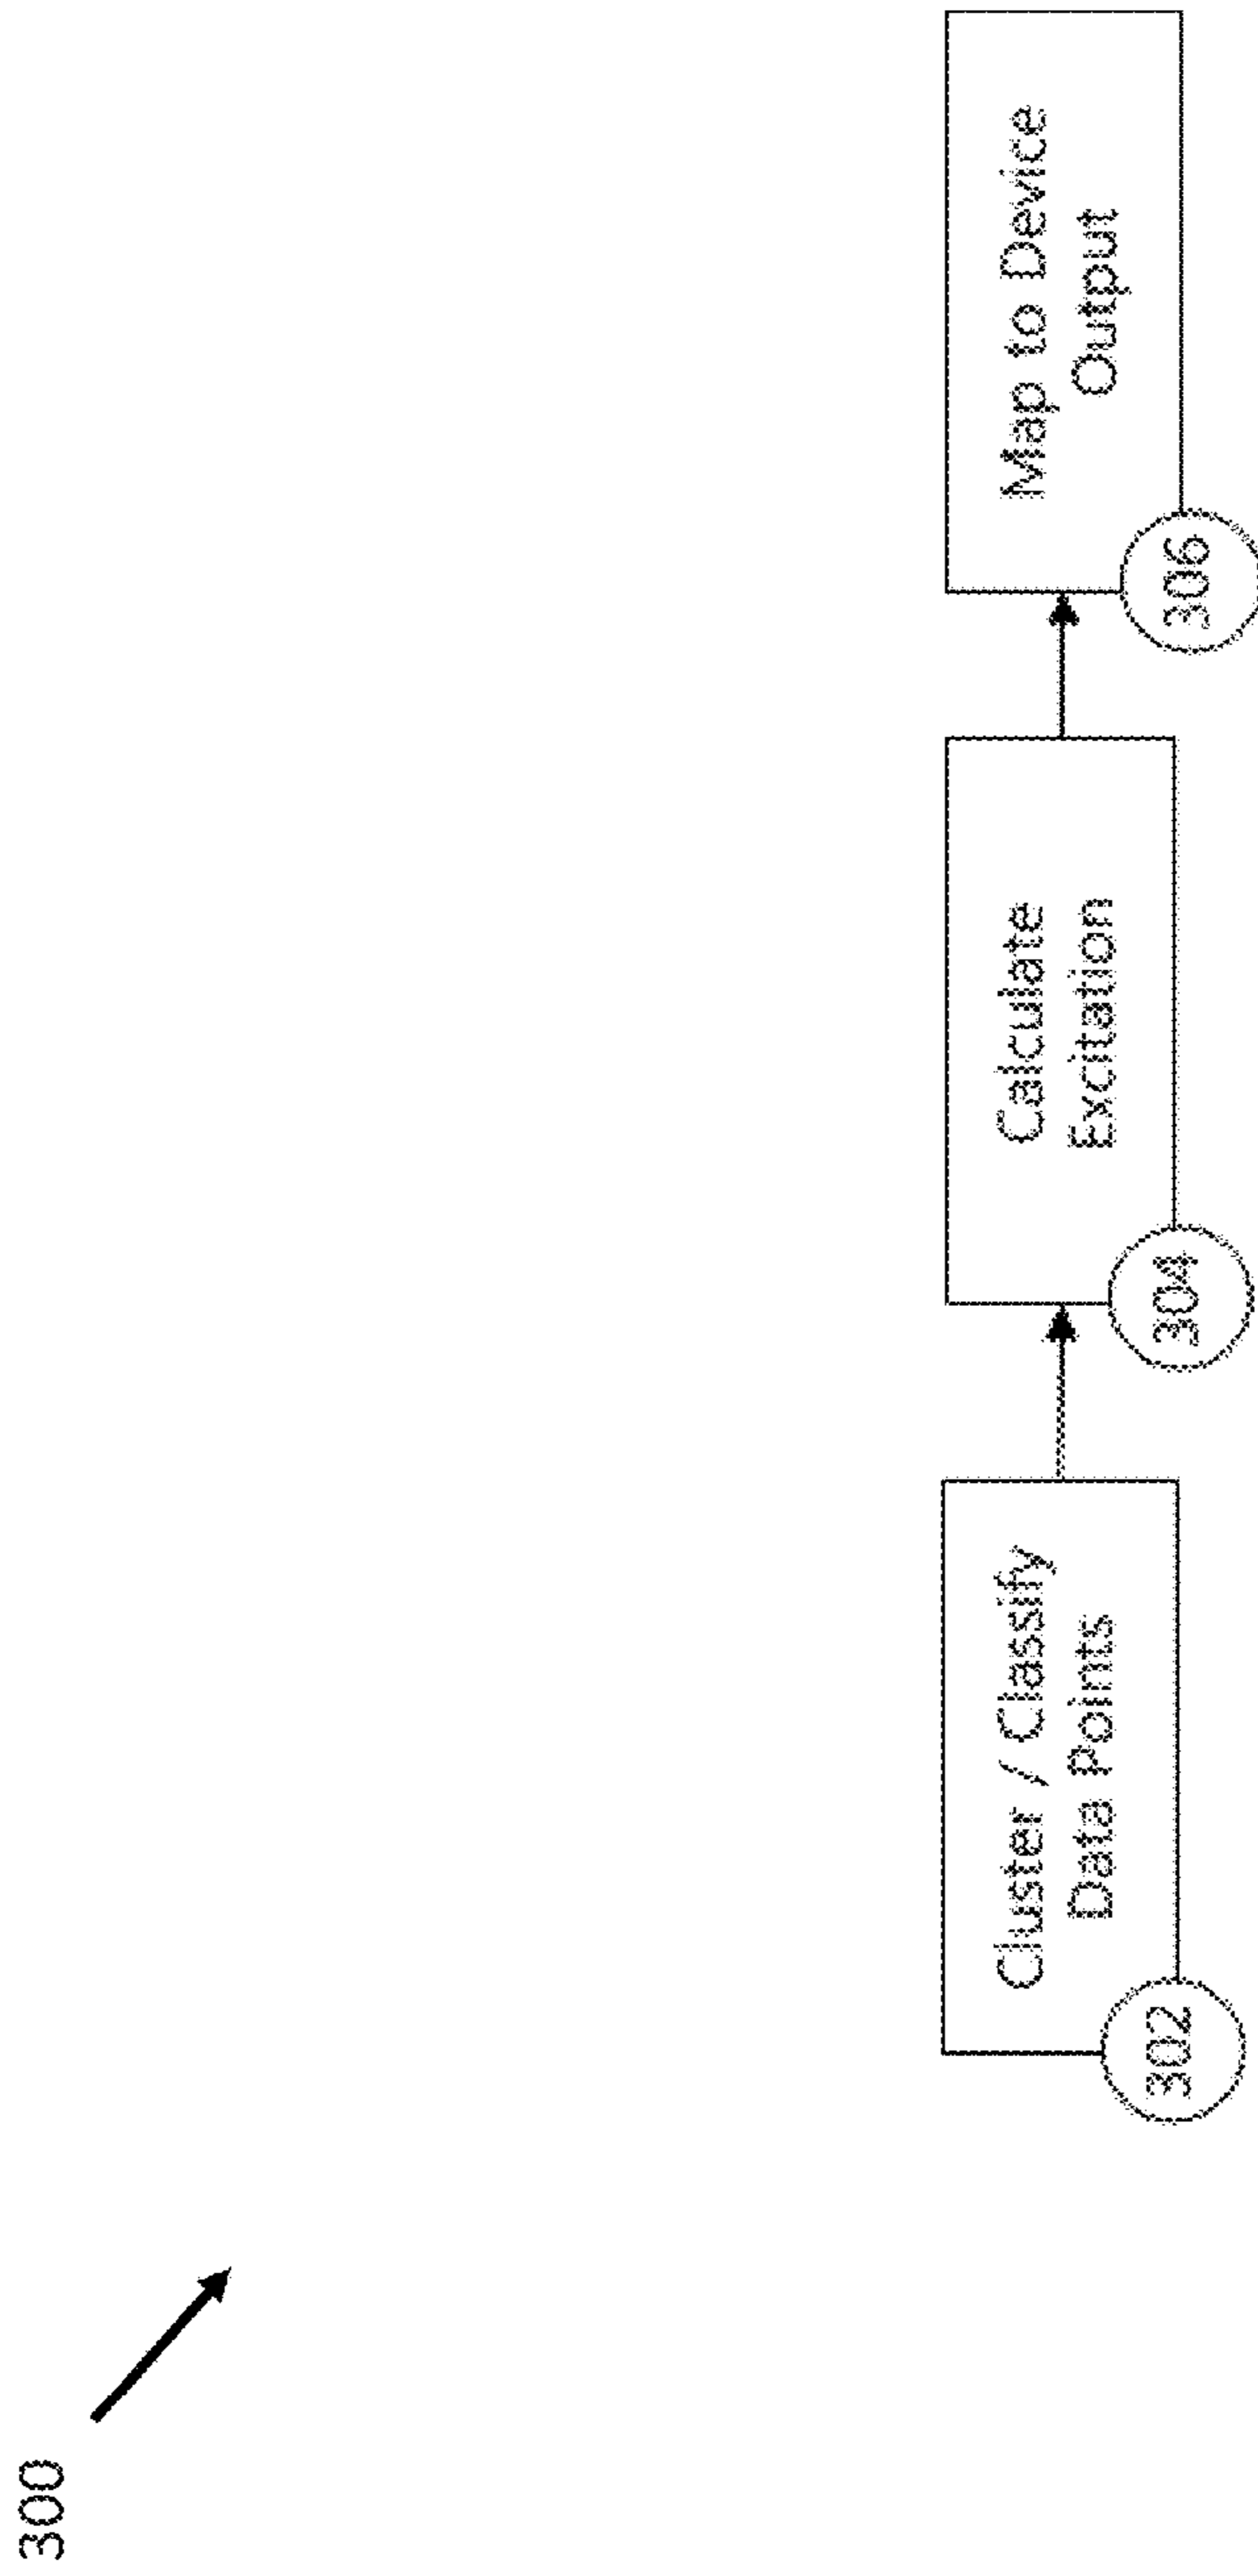 300
Cluster / Classify
Data Points
302
Calculate
Excitation
304
Map to Device
Output
306